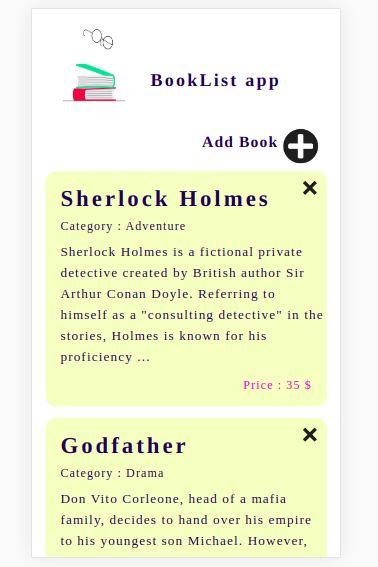 BookList app
Add Book
Sherlock Holmes
Category : Adventure
Sherlock Holmes is a fictional private
detective created by British author Sir
Arthur Conan Doyle. Referring to
himself as a "consulting detective" in the
stories, Holmes is known for his
proficiency ...
Price : 35 $
Godfather
Category : Drama
Don Vito Corleone, head of a mafia
family, decides to hand over his empire
to his youngest son Michael. However,